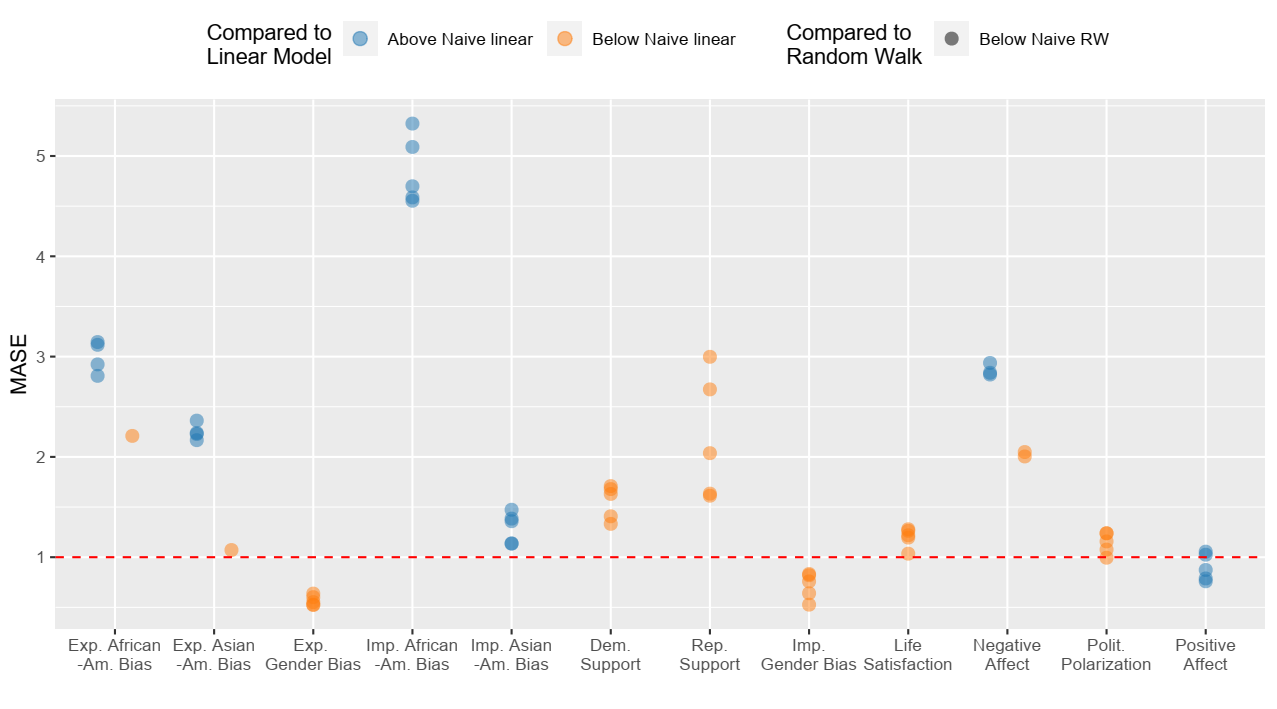 Compared to
Linear Model
Above Naive linear
Below Naive linear
Compared to
Random Walk
Below Naive RW
MASE
5
4
3
2
1
Exp. African
-Am. Bias
Exp. Asian
-Am. Bias
Exp.
Gender Bias
Imp. African
-Am. Bias
Imp. Asian
-Am. Bias
Dem.
Support
Rep.
Support
Imp.
Gender Bias
Life
Satisfaction
Negative
Affect
Polit.
Polarization
Positive
Affect